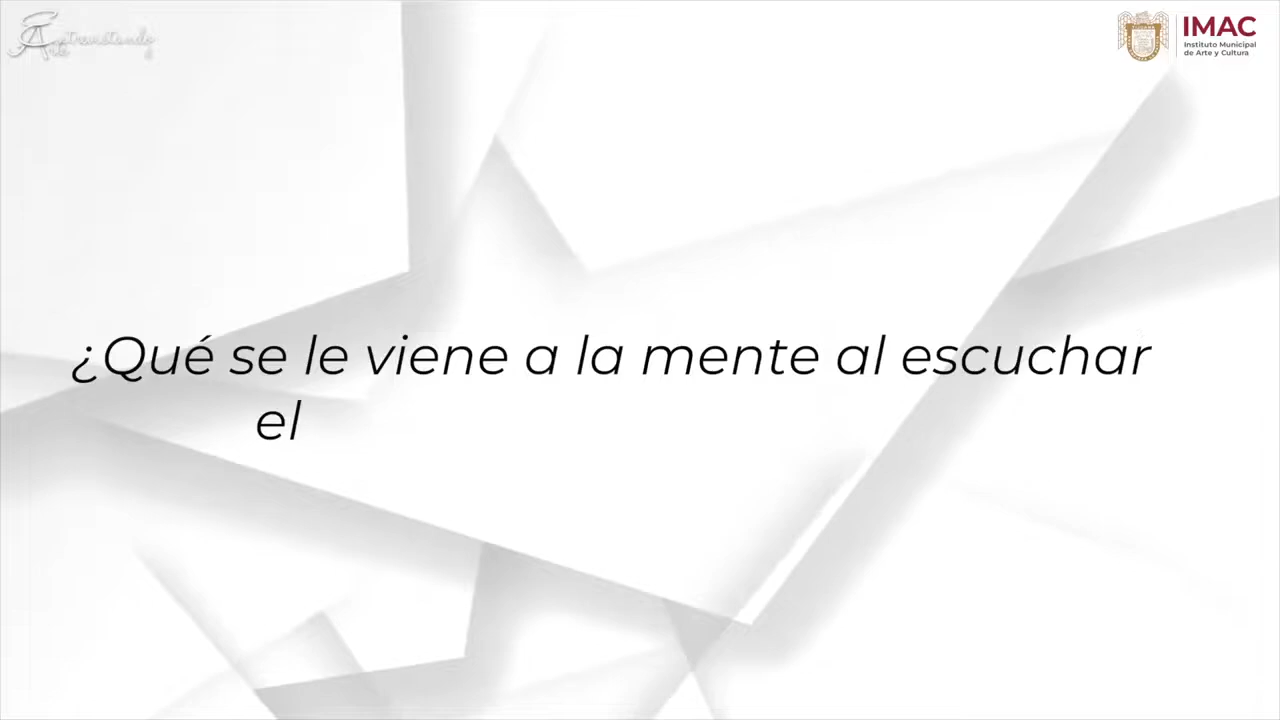 IMAC
Instituto Municipal
de Arte y Cultura
¿Qué se le viene a la mente al escuchar
el